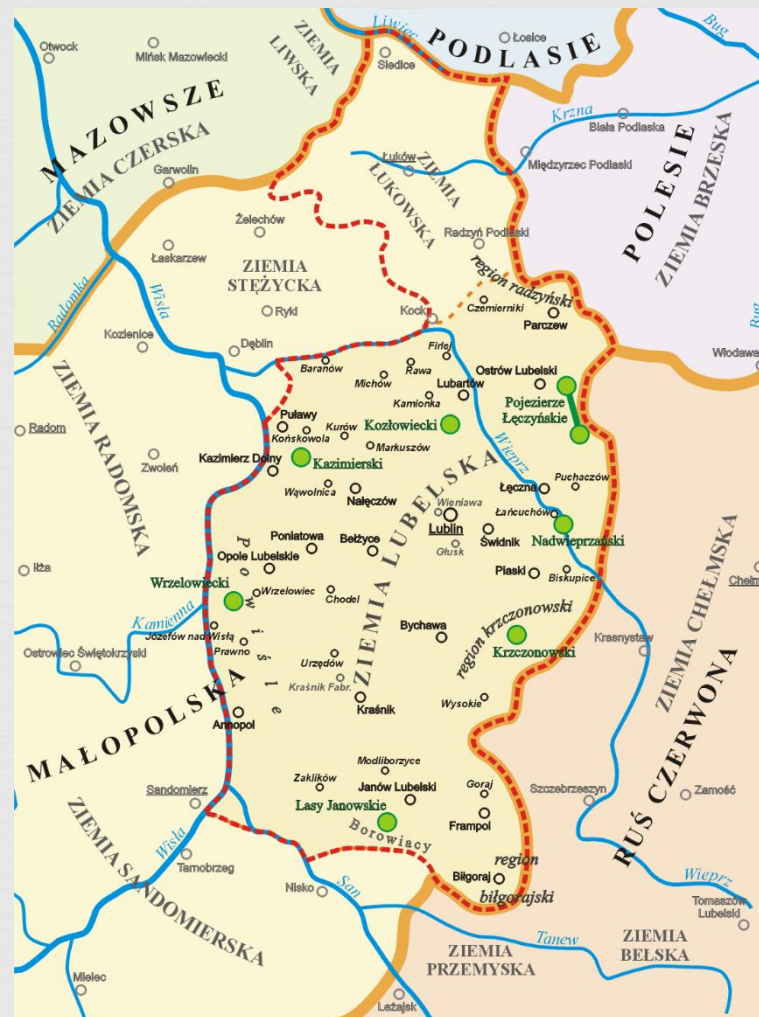 Liwiec
PODLASIE
Łosice
Bug
Otwock
Mińsk Mazowiecki
ZIEMIA
LIWSKA
Siedlce
MAZOWSZE
ZIEMIA CZERSKA
Krzna
Biała Podlaska
Garwolin
Łuków
ZIEMIA
ŁUKOWSKA
Międzyrzec Podlaski
POLESIE
ZIEMIA BRZESKA
Żelechów
Łaskarzew
Radzyń Podlaski
ZIEMIA
STĘŻYCKA
region radzyński
Radomka
Wisła
Ryki
Kock
Czemierniki
Parczew
Bug
Kozienice
Dęblin
Firlej
Włodawa
Baranów
Rawa
Michów
Ostrów Lubelski
Kamionka
Lubartów
Pojezierze
Łęczyńskie
ZIEMIA RADOMSKA
Radom
Puławy
Kurów
Końskowola
Kozłowiecki
Markuszów
Wieprz
Zwoleń
Kazimierz Dolny
Kazimierski
Wąwolnica
Nałęczów
Łęczna
Puchaczów
Wieniawa
Łańcuchów
Lublin
Świdnik
Nadwieprzański
Głusk
Poniatowa
Bełżyce
ZIEMIA LUBELSKA
ZIEMIA CHEŁMSKA
Iłża
Opole Lubelskie
Piaski
Biskupice
Chełm
Wrzelowiecki
Wrzelowiec
Chodel
Powiśle
Kamienna
Józefów nad Wisłą
Prawno
Bychawa
region krzczonowski
Krzczonowski
Krasnystaw
Ostrowiec Świętokrzyski
Urzędów
Kraśnik Fabr.
Kraśnik
Wysokie
MAŁOPOLSKA
Annopol
RUŚ CZERWONA
Modliborzyce
Zaklików
Janów Lubelski
Goraj
Szczebrzeszyn
Zamość
Sandomierz
Lasy Janowskie
Frampol
Borowiacy
Wisła
Tarnobrzeg
region
biłgorajski
Biłgoraj
Nisko
San
Wieprz
Tomaszów
Lubelski
ZIEMIA SANDOMIERSKA
Tanew
ZIEMIA
PRZEMYSKA
ZIEMIA
BEŁSKA
Mielec
Leżajsk